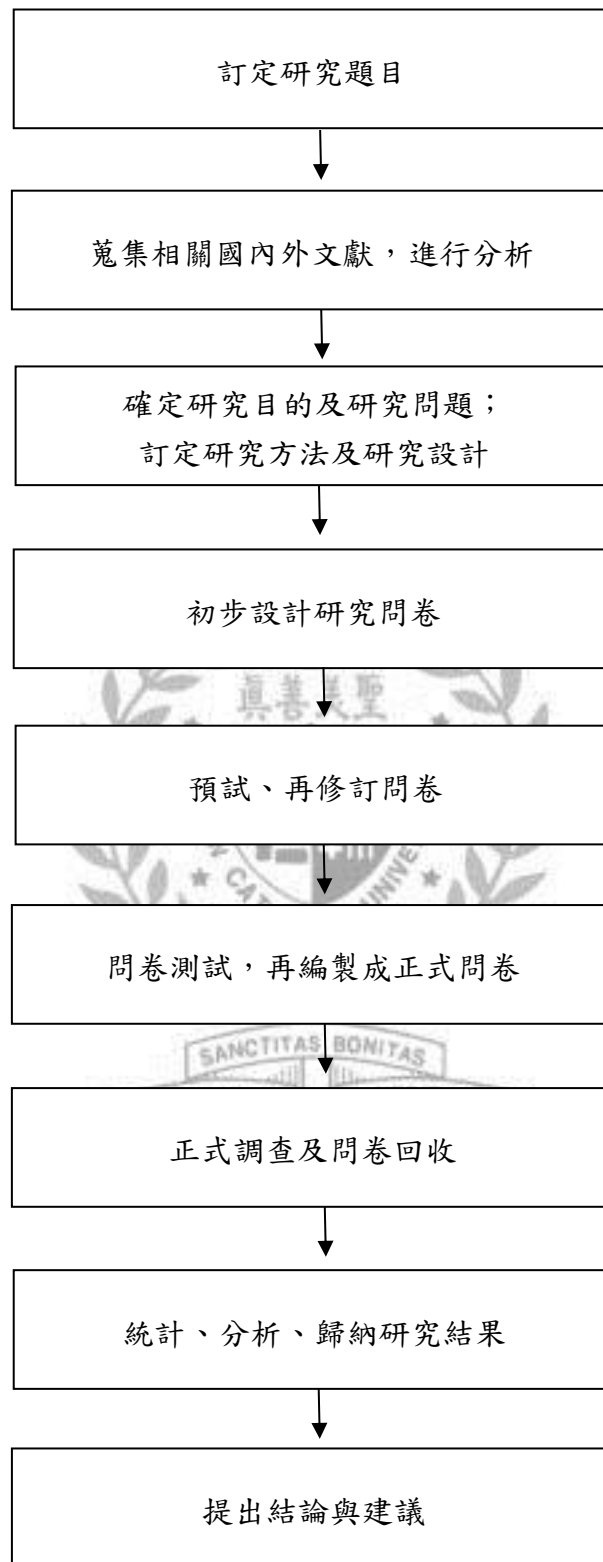 訂定研究題目
蒐集相關國內外文獻，進行分析
確定研究目的及研究問題；
訂定研究方法及研究設計
初步設計研究問卷
真善美聖
預試、再修訂問卷
問卷測試，再編製成正式問卷
SANCTITAS BONITAS
正式調查及問卷回收
統計、分析、歸納研究結果
提出結論與建議